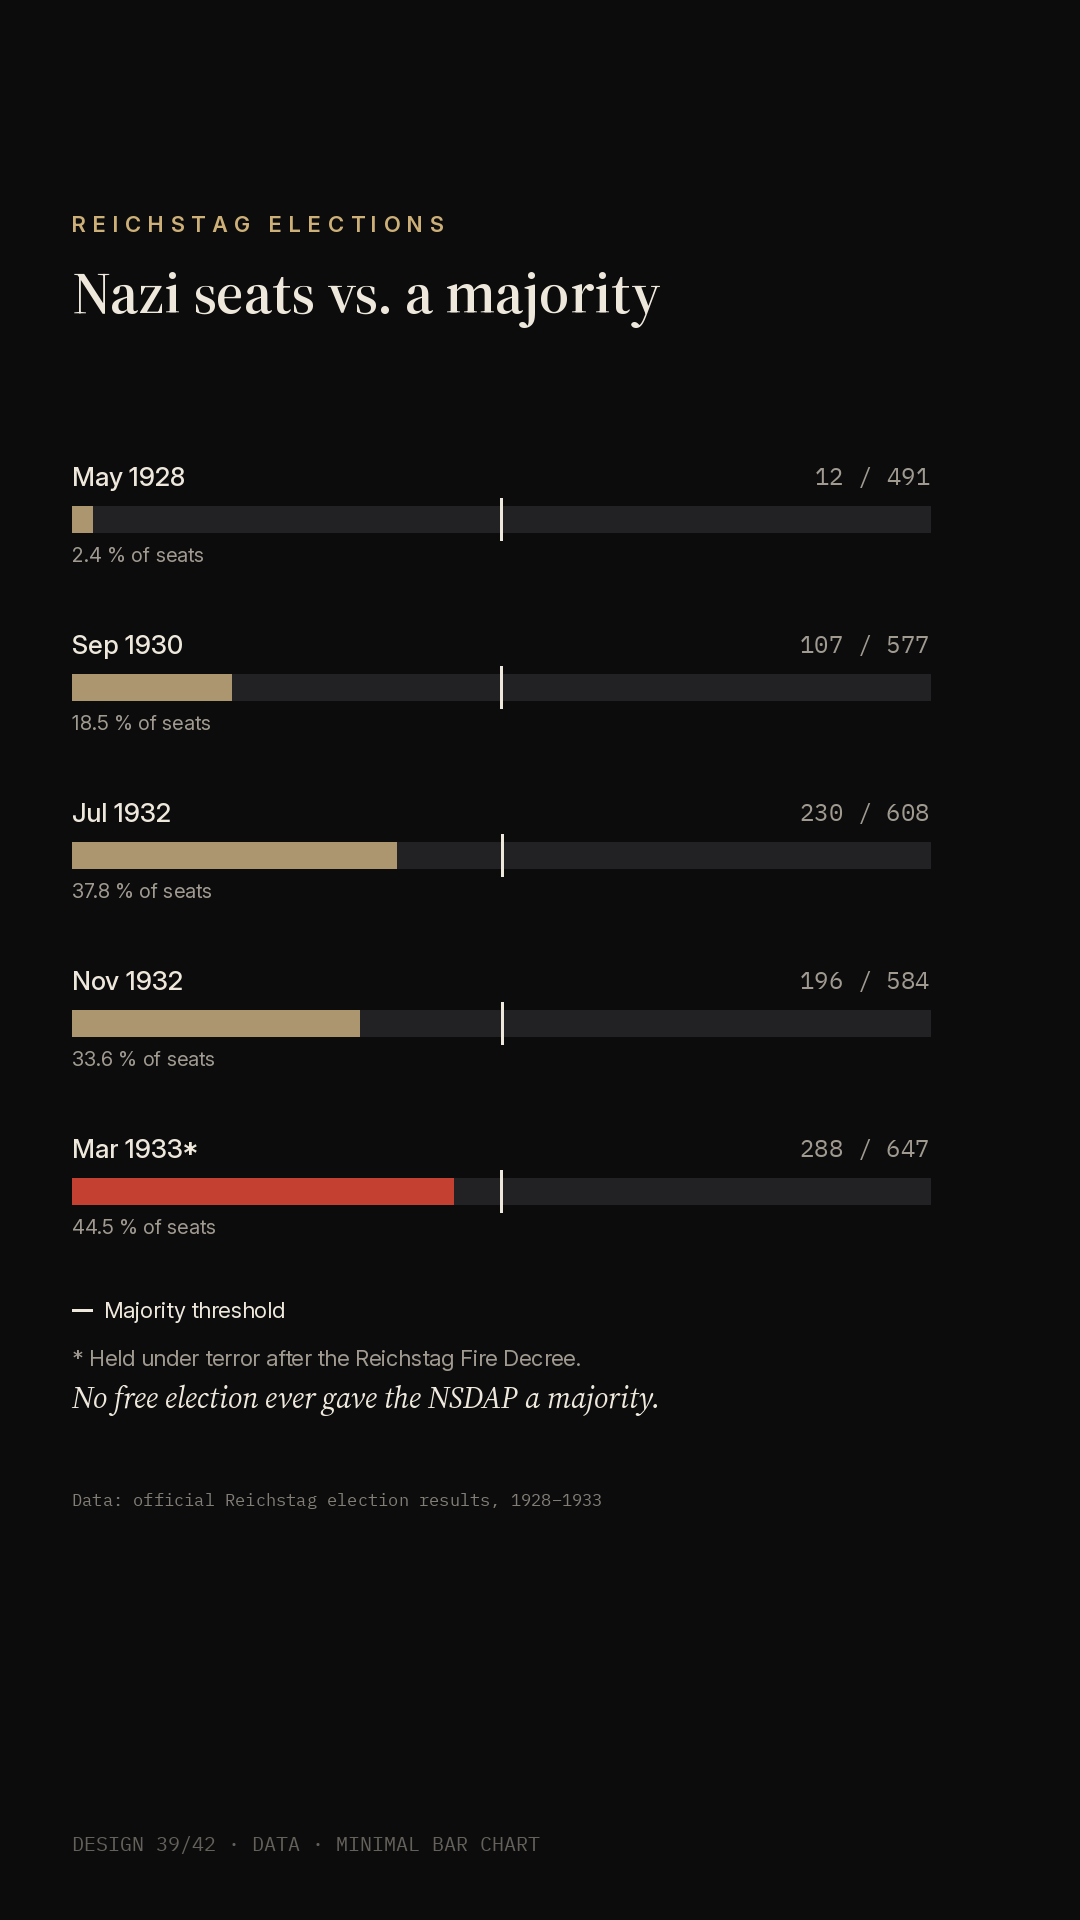 REICHSTAG ELECTIONS
Nazi seats vs. a majority
May 1928 12 / 491
2.4 % of seats
Sep 1930 107 / 577
18.5 % of seats
Jul 1932 230 / 608
37.8 % of seats
Nov 1932 196 / 584
33.6 % of seats
Mar 1933* 288 / 647
44.5 % of seats
Majority threshold
* Held under terror after the Reichstag Fire Decree.
No free election ever gave the NSDAP a majority.
Data: official Reichstag election results, 1928–1933
DESIGN 39/42 · DATA · MINIMAL BAR CHART